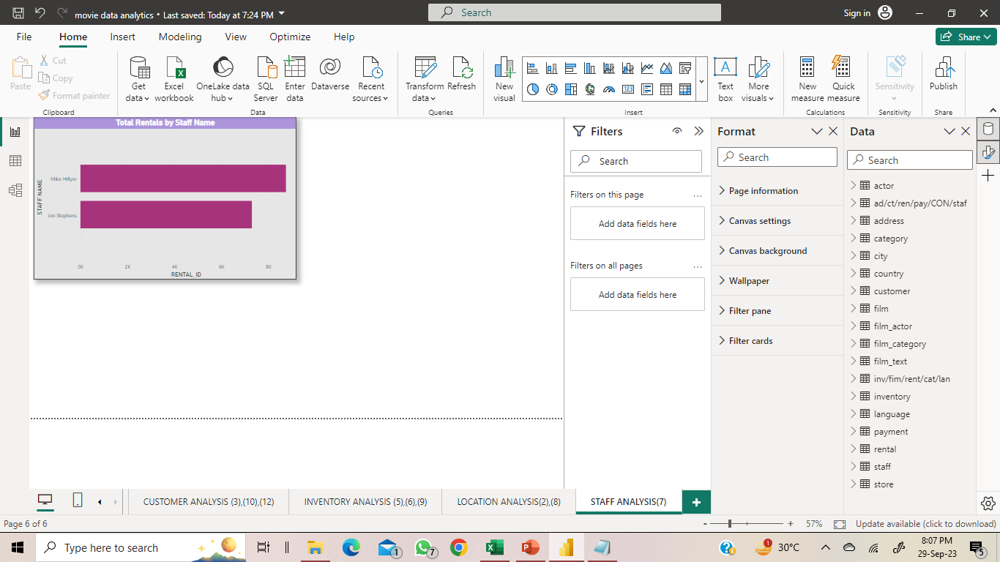 movie data analytics • Last saved: Today at 7:24 PM
Search
Sign in
File Home Insert Modeling View Optimize Help
Share
Paste
Cut
Copy
Format painter
Clipboard
Get data
Excel workbook
OneLake data hub
SQL Server
Enter data
Dataverse
Recent sources
Data
Transform data
Refresh
Queries
New visual
Text box
More visuals
Insert
New measure
Quick measure
Calculations
Sensitivity
Sensitivity
Publish
Share
Total Rentals by Staff Name
STAFF NAME
Mike Hillyer
Jon Stephens
0K 2K 4K 6K 8K
RENTAL_ID
Filters
Search
Filters on this page ...
Add data fields here
Filters on all pages ...
Add data fields here
Format
Search
Page information
Canvas settings
Canvas background
Wallpaper
Filter pane
Filter cards
Data
Search
actor
ad/ct/ren/pay/CON/staf
address
category
city
country
customer
film
film_actor
film_category
film_text
inv/fim/rent/cat/lan
inventory
language
payment
rental
staff
store
CUSTOMER ANALYSIS (3),(10),(12)
INVENTORY ANALYSIS (5),(6),(9)
LOCATION ANALYSIS(2),(8)
STAFF ANALYSIS(7)
+
Page 6 of 6
- + 57%
Update available (click to download)
Type here to search
1
7
1
30°C
8:07 PM
29-Sep-23
5